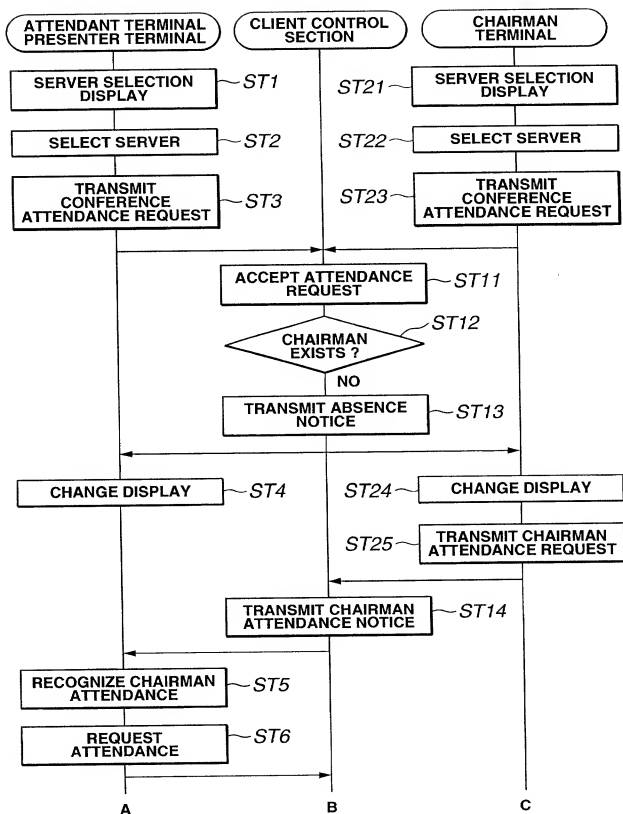 ATTENDANT TERMINAL
PRESENTER TERMINAL
CLIENT CONTROL
SECTION
CHAIRMAN
TERMINAL
SERVER SELECTION
DISPLAY
ST1
ST21
SERVER SELECTION
DISPLAY
SELECT SERVER
ST2
ST22
SELECT SERVER
TRANSMIT
CONFERENCE
ATTENDANCE REQUEST
ST3
ST23
TRANSMIT
CONFERENCE
ATTENDANCE REQUEST
ACCEPT ATTENDANCE
REQUEST
ST11
CHAIRMAN
EXISTS ?
ST12
NO
TRANSMIT ABSENCE
NOTICE
ST13
CHANGE DISPLAY
ST4
ST24
CHANGE DISPLAY
ST25
TRANSMIT CHAIRMAN
ATTENDANCE REQUEST
TRANSMIT CHAIRMAN
ATTENDANCE NOTICE
ST14
RECOGNIZE CHAIRMAN
ATTENDANCE
ST5
REQUEST
ATTENDANCE
ST6
A
B
C